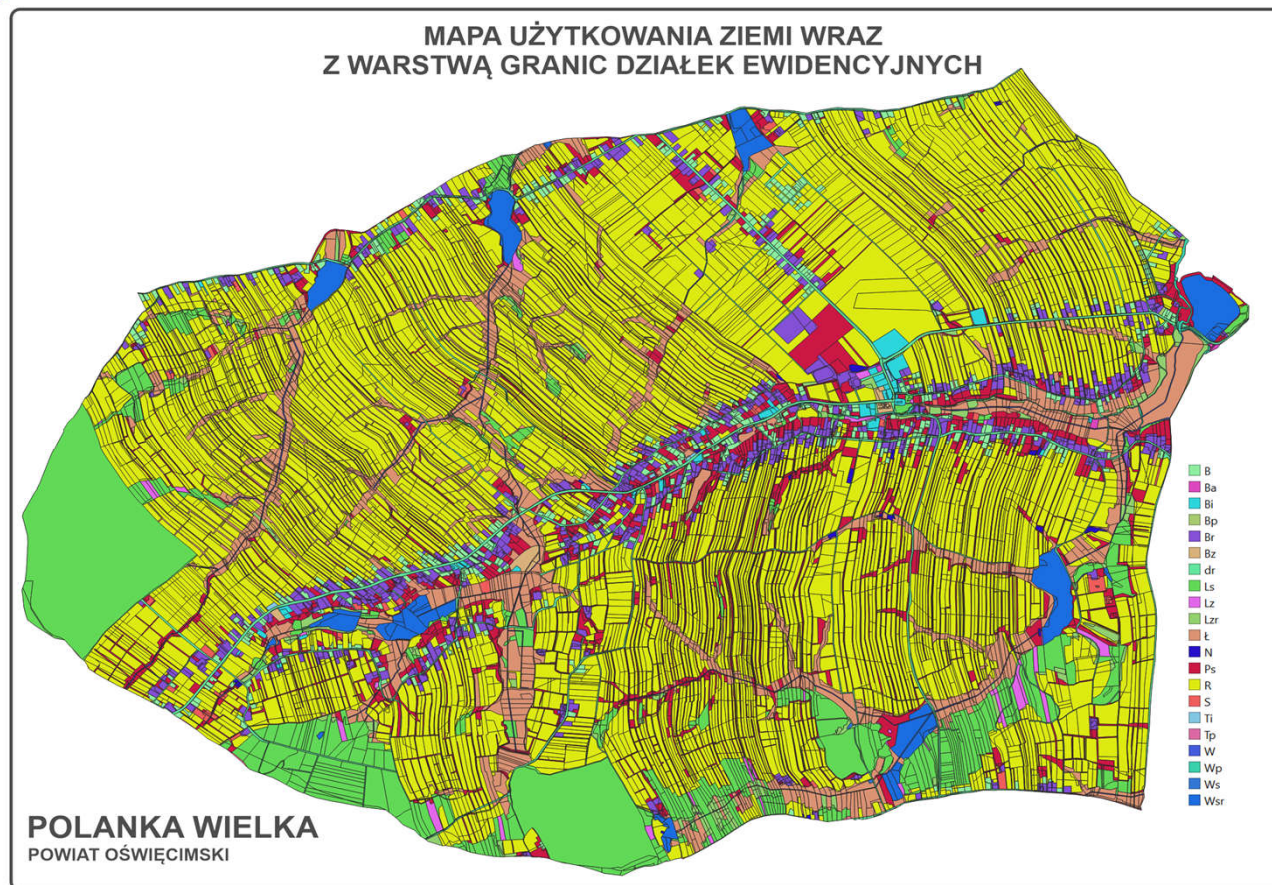 MAPA UŻYTKOWANIA ZIEMI WRAZ
Z WARSTWĄ GRANIC DZIAŁEK EWIDENCYJNYCH
B
Ba
Bi
Bp
Br
Bz
dr
Ls
Lz
Lzr
Ł
N
Ps
R
S
Ti
Tp
W
Wp
Ws
Wsr
POLANKA WIELKA
POWIAT OŚWIĘCIMSKI